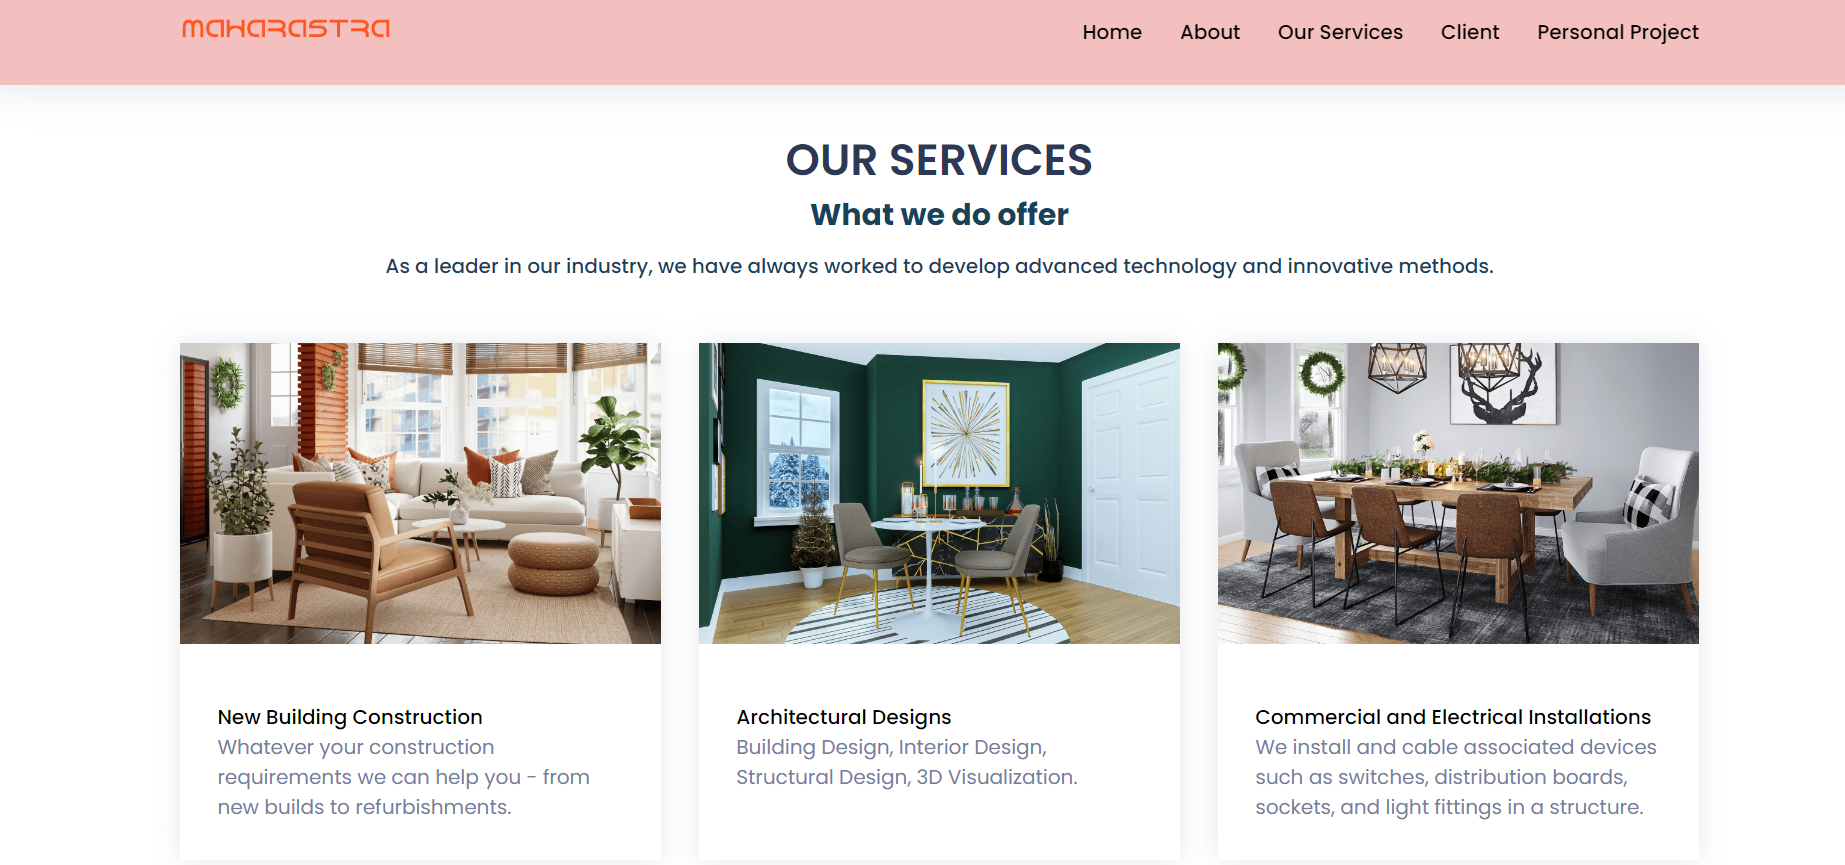 MAHARASTRA
Home About Our Services Client Personal Project
OUR SERVICES
What we do offer
As a leader in our industry, we have always worked to develop advanced technology and innovative methods.
New Building Construction
Whatever your construction
requirements we can help you - from
new builds to refurbishments.
Architectural Designs
Building Design, Interior Design,
Structural Design, 3D Visualization.
Commercial and Electrical Installations
We install and cable associated devices
such as switches, distribution boards,
sockets, and light fittings in a structure.